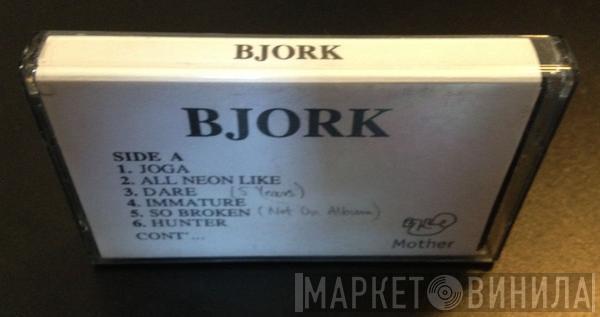 BJORK
BJORK
SIDE A
1. JOGA
2. ALL NEON LIKE
3. DARE (5 Years)
4. IMMATURE
5. SO BROKEN (Not On Album)
6. HUNTER
CONT'...
Mother
МАРКЕТ ВИНИЛА